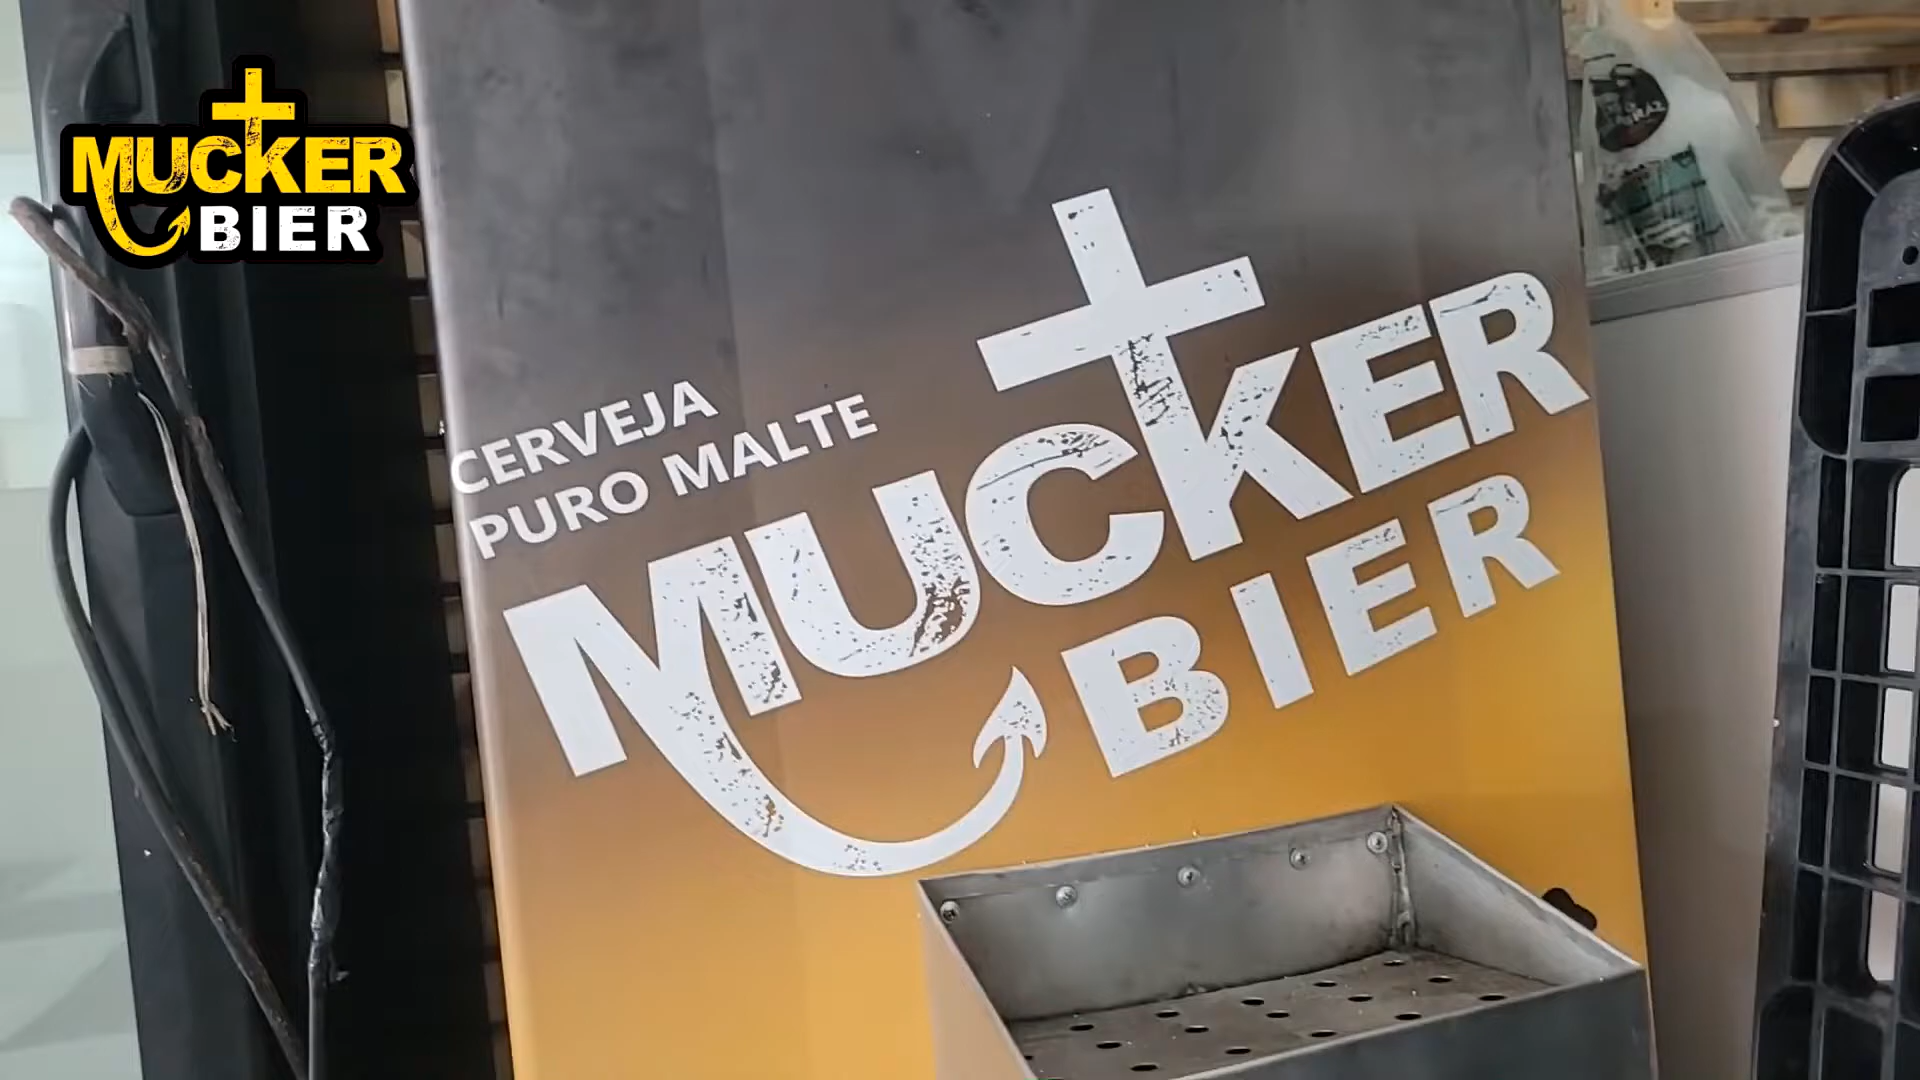 MUCKER
BIER
CERVEJA
PURO MALTE
MUCKER
BIER